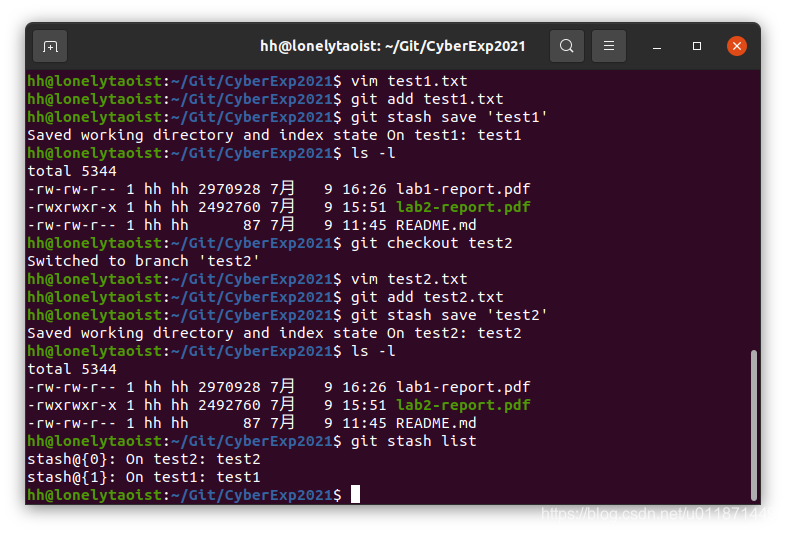 hh@lonelytaoist: ~/Git/CyberExp2021
hh@lonelytaoist:~/Git/CyberExp2021$ vim test1.txt
hh@lonelytaoist:~/Git/CyberExp2021$ git add test1.txt
hh@lonelytaoist:~/Git/CyberExp2021$ git stash save 'test1'
Saved working directory and index state On test1: test1
hh@lonelytaoist:~/Git/CyberExp2021$ ls -l
total 5344
-rw-rw-r-- 1 hh hh 2970928 7月   9 16:26 lab1-report.pdf
-rwxrwxr-x 1 hh hh 2492760 7月   9 15:51 lab2-report.pdf
-rw-rw-r-- 1 hh hh      87 7月   9 11:45 README.md
hh@lonelytaoist:~/Git/CyberExp2021$ git checkout test2
Switched to branch 'test2'
hh@lonelytaoist:~/Git/CyberExp2021$ vim test2.txt
hh@lonelytaoist:~/Git/CyberExp2021$ git add test2.txt
hh@lonelytaoist:~/Git/CyberExp2021$ git stash save 'test2'
Saved working directory and index state On test2: test2
hh@lonelytaoist:~/Git/CyberExp2021$ ls -l
total 5344
-rw-rw-r-- 1 hh hh 2970928 7月   9 16:26 lab1-report.pdf
-rwxrwxr-x 1 hh hh 2492760 7月   9 15:51 lab2-report.pdf
-rw-rw-r-- 1 hh hh      87 7月   9 11:45 README.md
hh@lonelytaoist:~/Git/CyberExp2021$ git stash list
stash@{0}: On test2: test2
stash@{1}: On test1: test1
hh@lonelytaoist:~/Git/CyberExp2021$